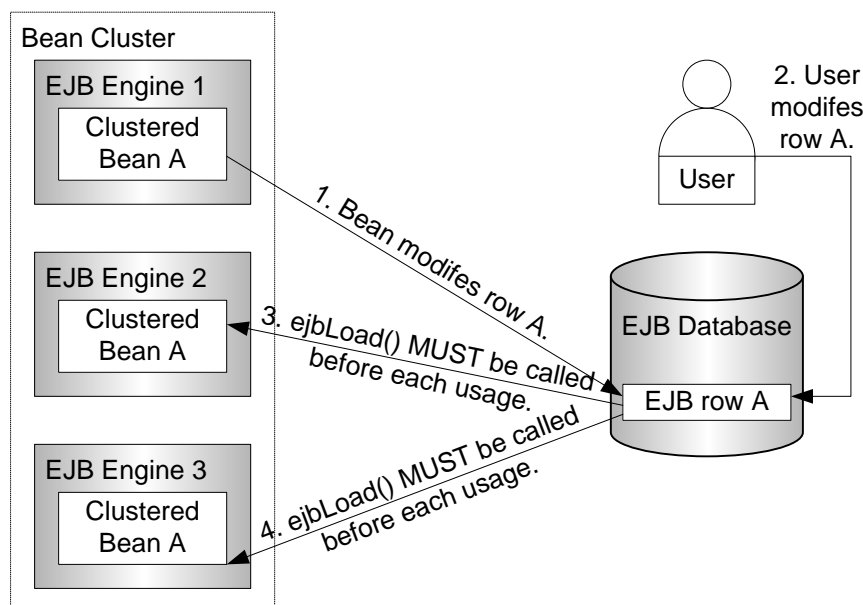 Bean Cluster
EJB Engine 1
Clustered
Bean A
2. User
modifes
row A.
User
1. Bean modifes row A.
EJB Engine 2
Clustered
Bean A
3. ejbLoad() MUST be called
before each usage.
EJB Database
EJB row A
EJB Engine 3
Clustered
Bean A
4. ejbLoad() MUST be called
before each usage.